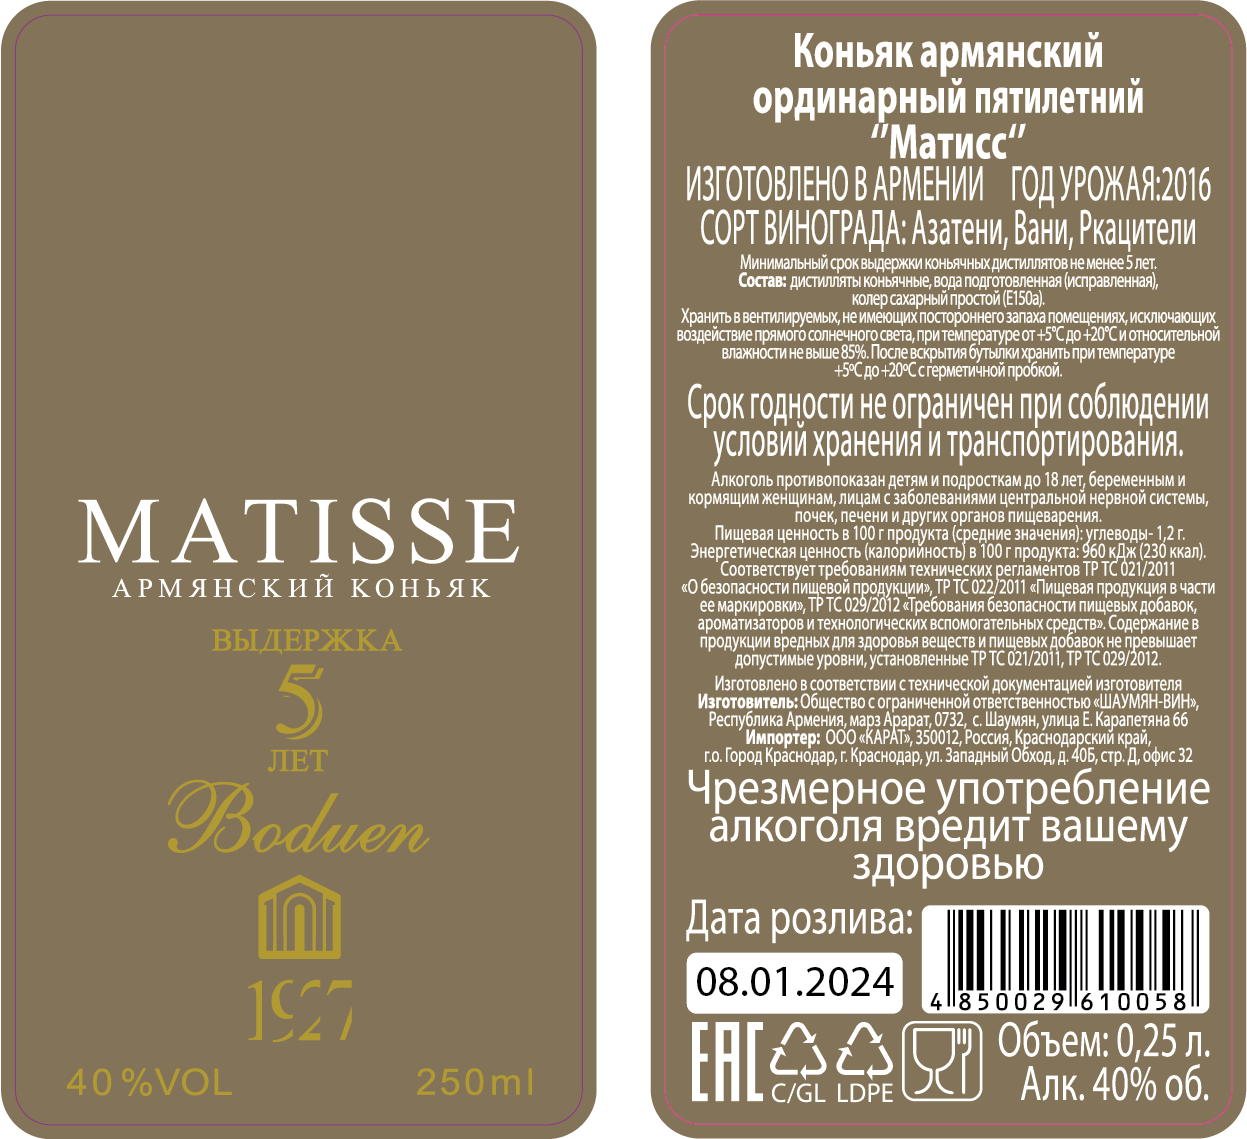 MATISSE
АРМЯНСКИЙ КОНЬЯК
ВЫДЕРЖКА
5
ЛЕТ
Boduen
1927
40%VOL
250ml
Коньяк армянский
ординарный пятилетний
“Матисс“
ИЗГОТОВЛЕНО В АРМЕНИИ ГОД УРОЖАЯ:2016
СОРТ ВИНОГРАДА: Азатени, Вани, Ркацители
Минимальный срок выдержки коньячных дистиллятов не менее 5 лет.
Состав: дистилляты коньячные, вода подготовленная (исправленная),
колер сахарный простой (E150a).
Хранить в вентилируемых, не имеющих постороннего запаха помещениях, исключающих
воздействие прямого солнечного света, при температуре от +5°С до +20°С и относительной
влажности не выше 85%. После вскрытия бутылки хранить при температуре
+5ºС до +20ºС с герметичной пробкой.
Срок годности не ограничен при соблюдении
условий хранения и транспортирования.
Алкоголь противопоказан детям и подросткам до 18 лет, беременным и
кормящим женщинам, лицам с заболеваниями центральной нервной системы,
почек, печени и других органов пищеварения.
Пищевая ценность в 100 г продукта (средние значения): углеводы- 1,2 г.
Энергетическая ценность (калорийность) в 100 г продукта: 960 кДж (230 ккал).
Соответствует требованиям технических регламентов ТР ТС 021/2011
«О безопасности пищевой продукции», ТР ТС 022/2011 «Пищевая продукция в части
ее маркировки», ТР ТС 029/2012 «Требования безопасности пищевых добавок,
ароматизаторов и технологических вспомогательных средств». Содержание в
продукции вредных для здоровья веществ и пищевых добавок не превышает
допустимые уровни, установленные ТР ТС 021/2011, ТР ТС 029/2012.
Изготовлено в соответствии с технической документацией изготовителя
Изготовитель: Общество с ограниченной ответственностью «ШАУМЯН-ВИН»,
Республика Армения, марз Арарат, 0732, с. Шаумян, улица Е. Карапетяна 66
Импортер: ООО «КАРАТ», 350012, Россия, Краснодарский край,
г.о. Город Краснодар, г. Краснодар, ул. Западный Обход, д. 40Б, стр. Д, офис 32
Чрезмерное употребление
алкоголя вредит вашему
здоровью
Дата розлива:
08.01.2024
4 850029 610058
EAC
C/GL LDPE
Объем: 0,25 л.
Алк. 40% об.